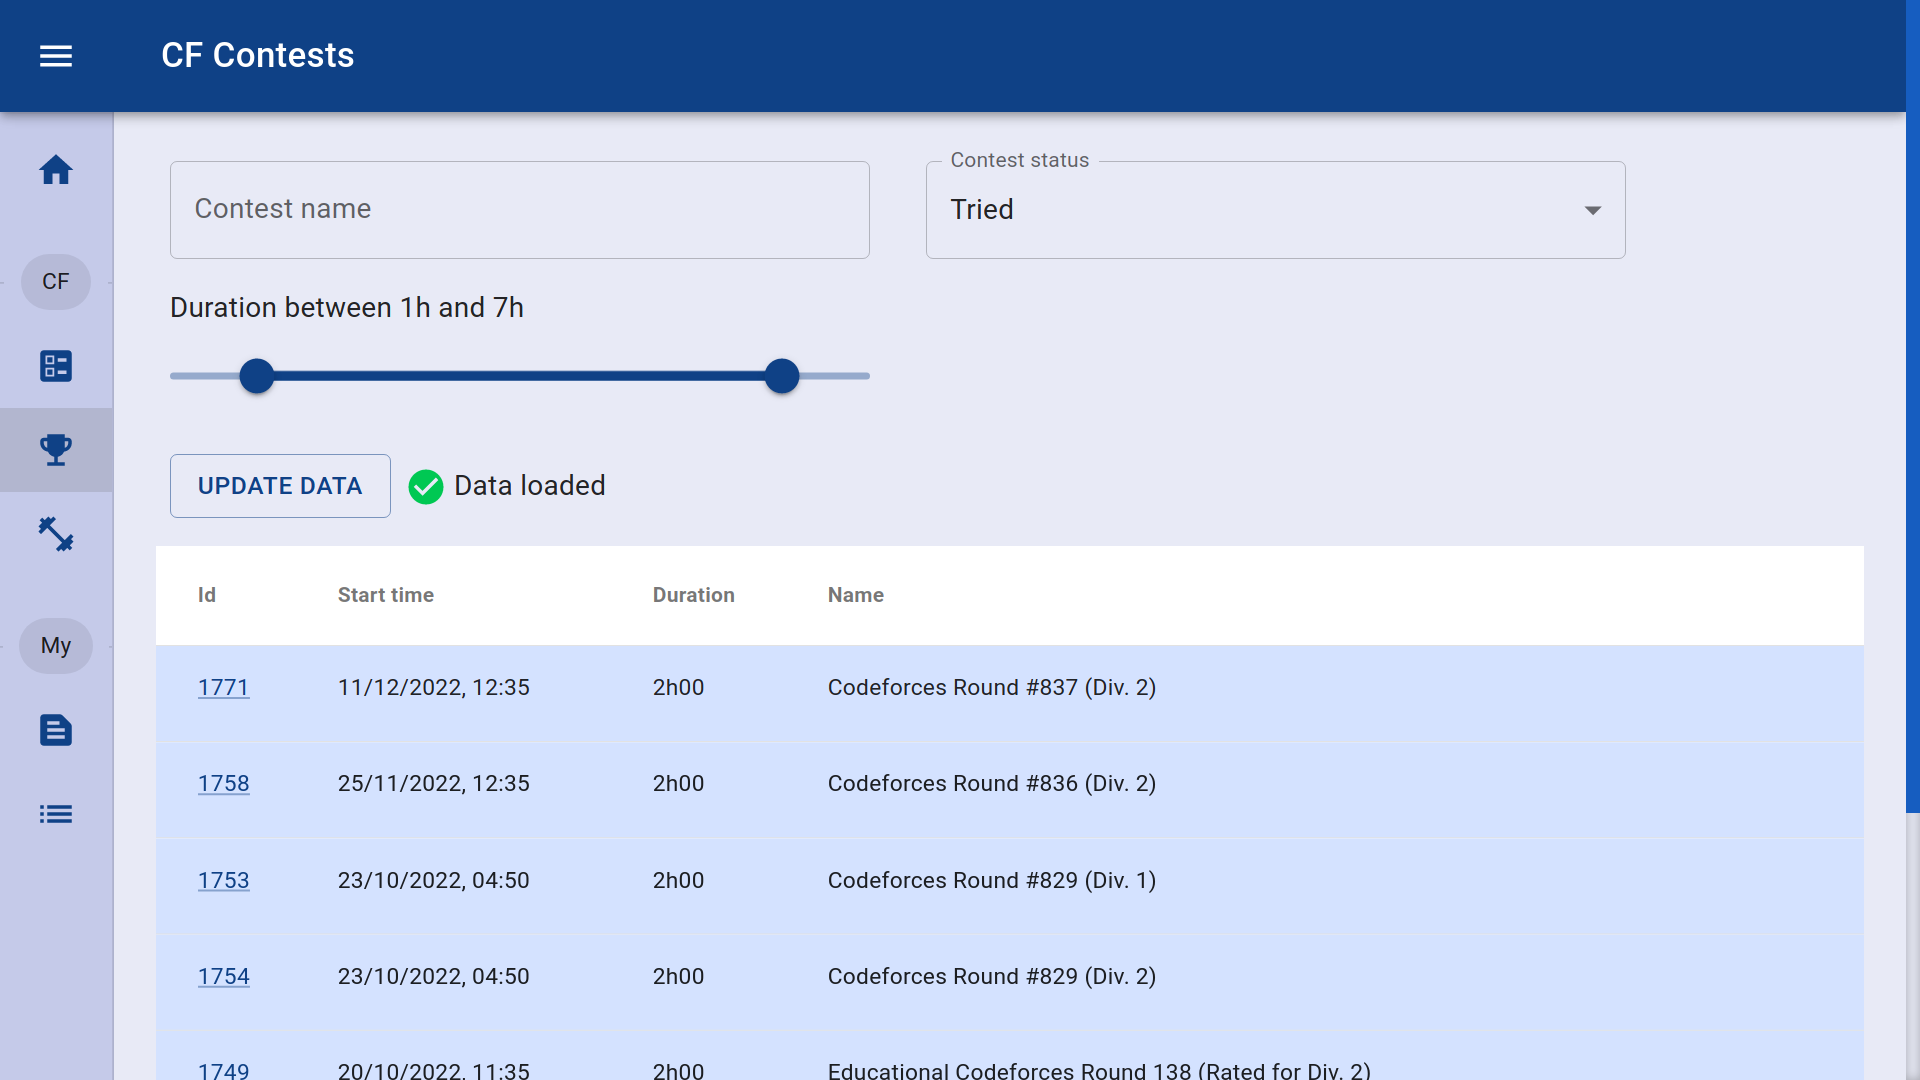 CF Contests
CF
My
Contest name
Contest status
Tried
Duration between 1h and 7h
UPDATE DATA
Data loaded
Id Start time Duration Name
1771 11/12/2022, 12:35 2h00 Codeforces Round #837 (Div. 2)
1758 25/11/2022, 12:35 2h00 Codeforces Round #836 (Div. 2)
1753 23/10/2022, 04:50 2h00 Codeforces Round #829 (Div. 1)
1754 23/10/2022, 04:50 2h00 Codeforces Round #829 (Div. 2)
1749 20/10/2022, 11:35 2h00 Educational Codeforces Round 138 (Rated for Div. 2)